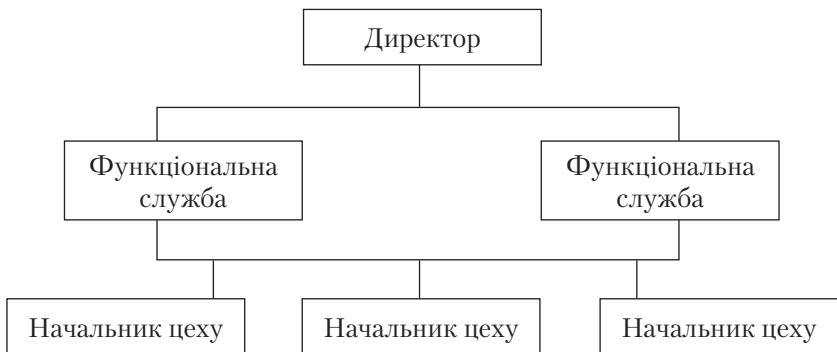 Директор
Функціональна
служба
Функціональна
служба
Начальник цеху
Начальник цеху
Начальник цеху